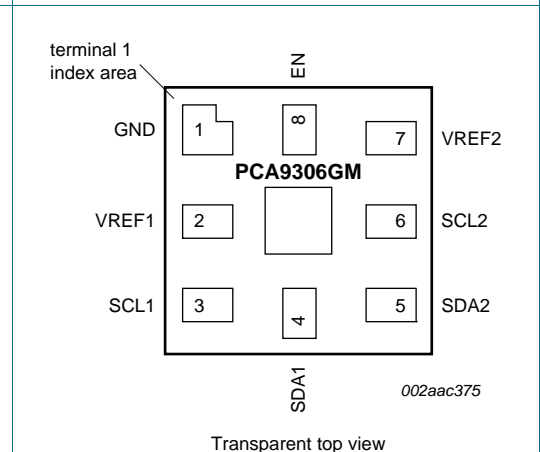 terminal 1
index area
EN
GND
1
8
7
VREF2
PCA9306GM
VREF1
2
6
SCL2
SCL1
3
4
5
SDA2
SDA1
002aac375
Transparent top view